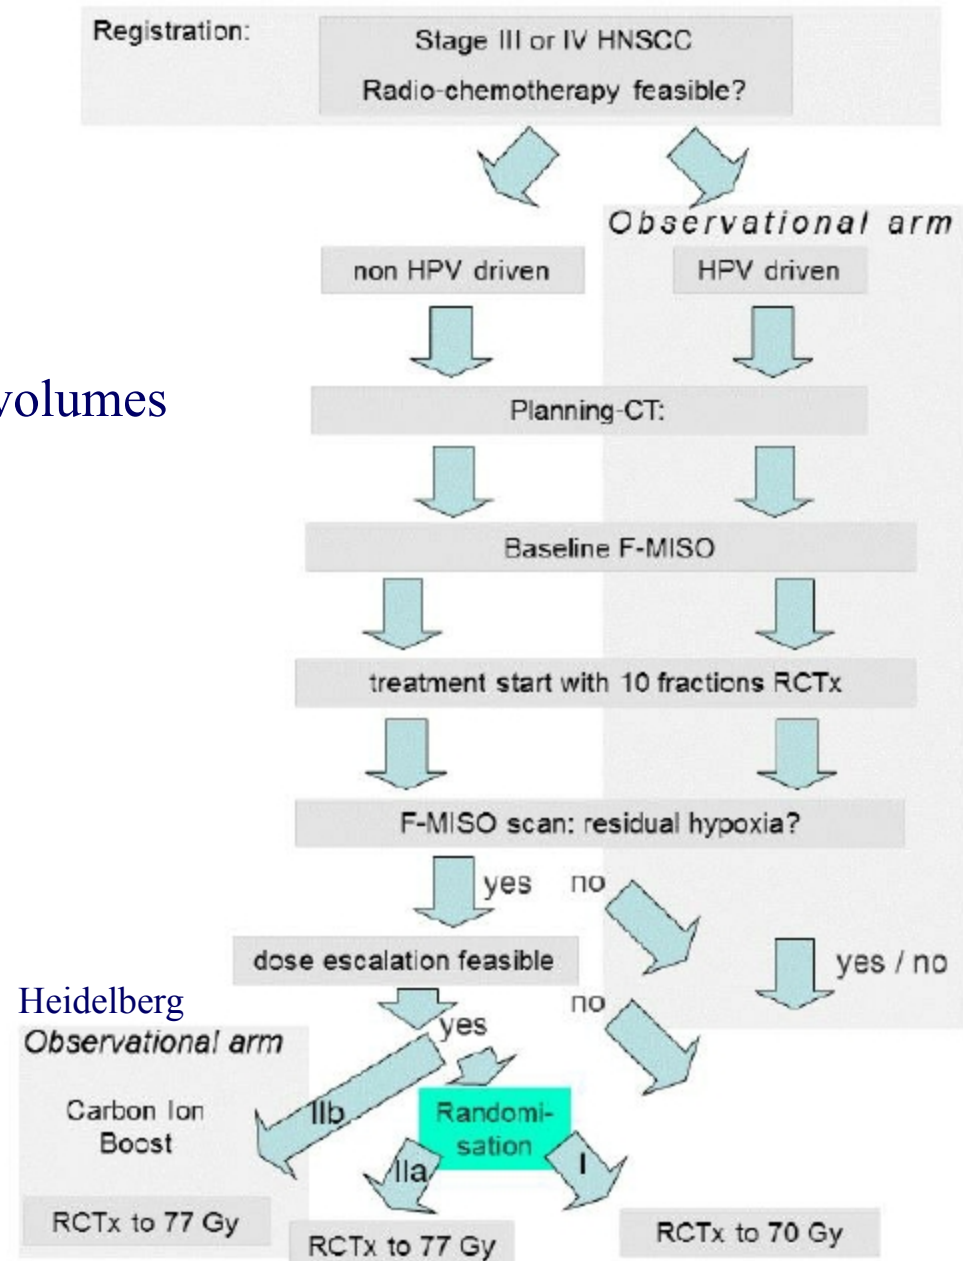 Registration:
Stage III or IV HNSCC
Radio-chemotherapy feasible?
Observational arm
non HPV driven
HPV driven
volumes
Planning-CT:
Baseline F-MISO
treatment start with 10 fractions RCTx
F-MISO scan: residual hypoxia?
yes
no
dose escalation feasible
yes / no
Heidelberg
no
yes
Observational arm
Carbon Ion
Boost
IIb
Randomi-
sation
IIa
I
RCTx to 77 Gy
RCTx to 77 Gy
RCTx to 70 Gy